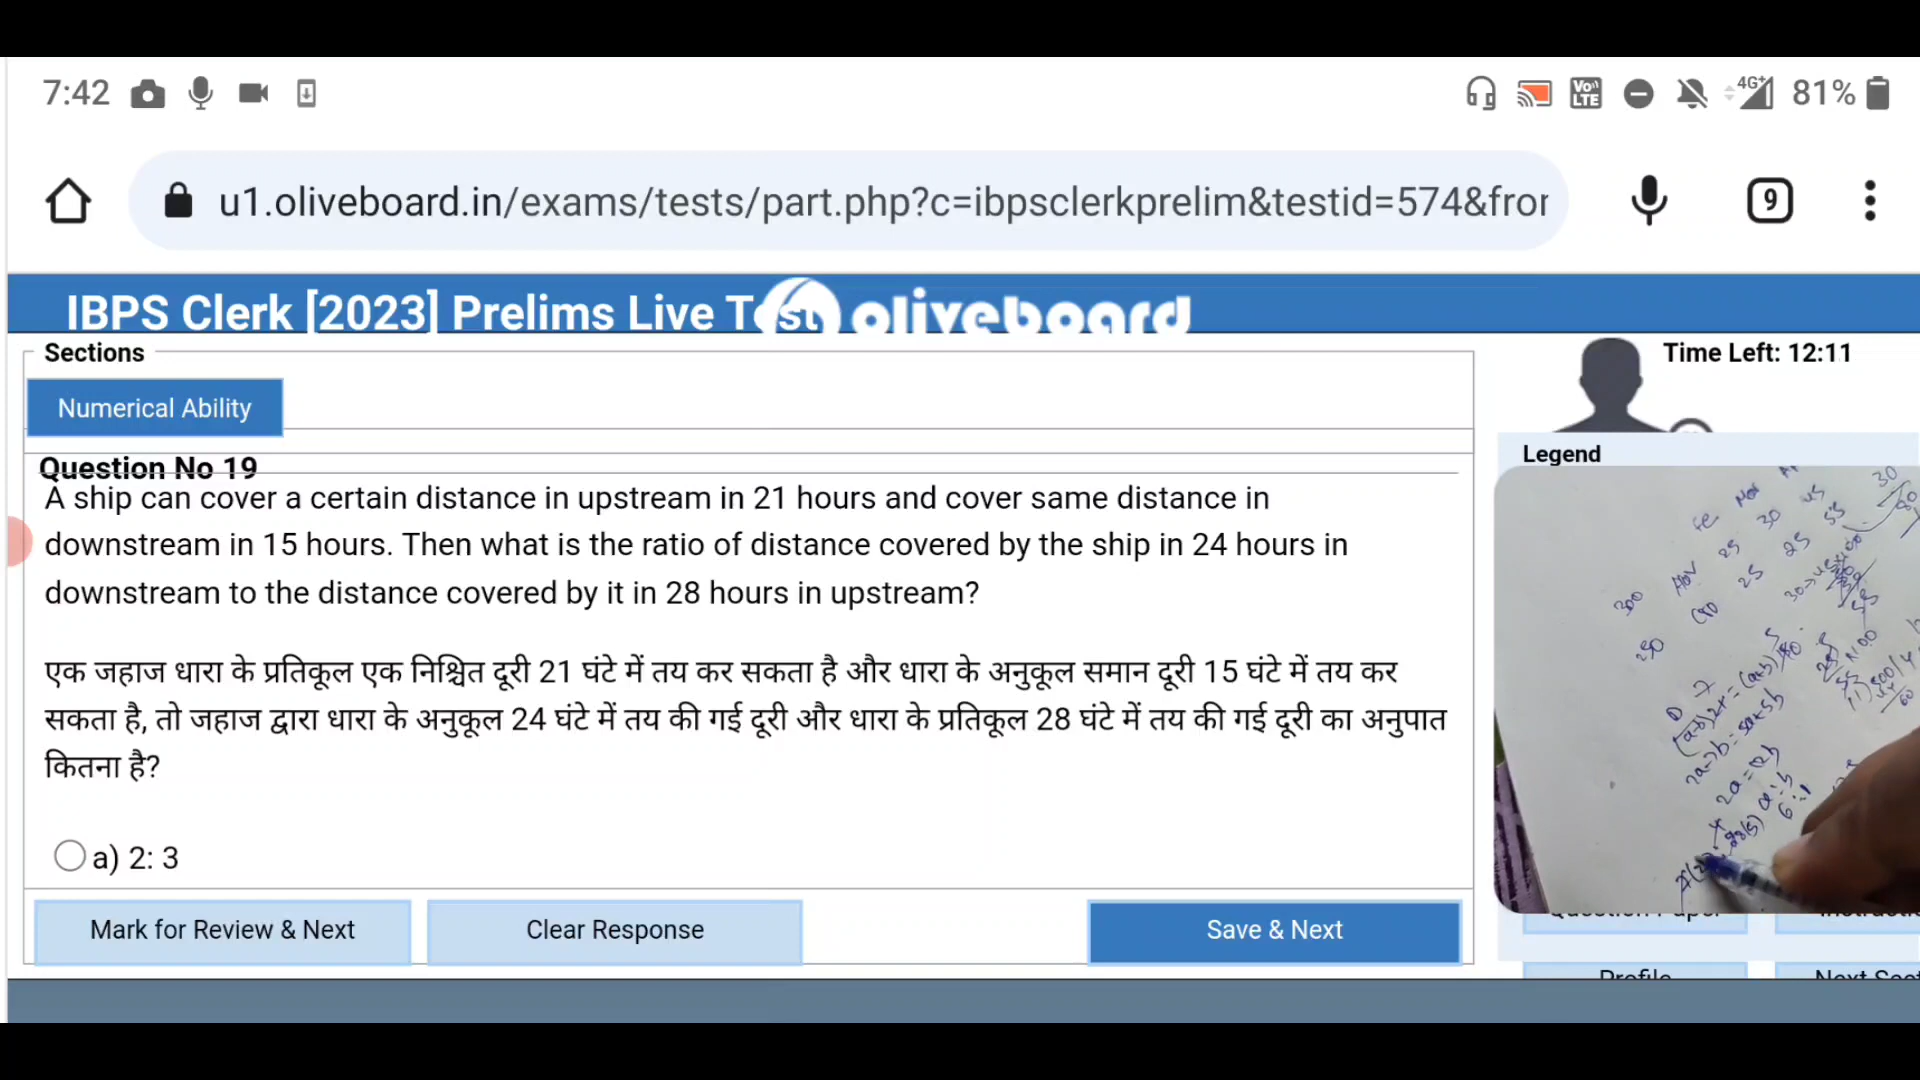 7:42
VoLTE
4G+
81%
u1.oliveboard.in/exams/tests/part.php?c=ibpsclerkprelim&testid=574&fror
9
IBPS Clerk [2023] Prelims Live Test
oliveboard
Sections
Time Left: 12:11
Numerical Ability
Legend
Question No 19
A ship can cover a certain distance in upstream in 21 hours and cover same distance in
downstream in 15 hours. Then what is the ratio of distance covered by the ship in 24 hours in
downstream to the distance covered by it in 28 hours in upstream?
एक जहाज धारा के प्रतिकूल एक निश्चित दूरी 21 घंटे में तय कर सकता है और धारा के अनुकूल समान दूरी 15 घंटे में तय कर
सकता है, तो जहाज द्वारा धारा के अनुकूल 24 घंटे में तय की गई दूरी और धारा के प्रतिकूल 28 घंटे में तय की गई दूरी का अनुपात
कितना है?
a) 2: 3
Mark for Review & Next
Clear Response
Save & Next
Question Paper
Profile